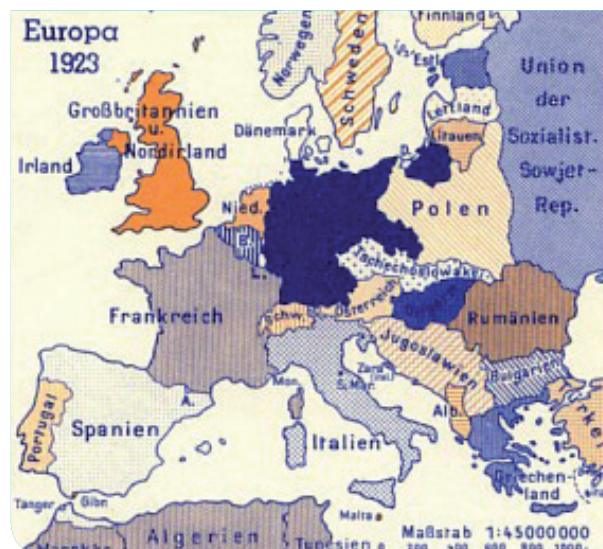 Europa
1923
Finnland
Norwegen
Schweden
Estl.
Union
der
Sozialist.
Sowjet-
Rep.
Großbritannien
u.
Nordirland
Irland
Dänemark
Lettland
Litauen
D.
Nied.
B.
L.
Polen
Tschechoslowakei
Frankreich
Schw.
Österreich
Ungarn
Rumänien
Jugoslawien
Bulgarien
Mon.
S. Mar.
Zara
A.
Portugal
Spanien
Italien
Alb.
Türkei
Griechen-
land
Tanger
Gibr.
Malta
Marokko
Algerien
Tunesien
Maßstab 1:45000000